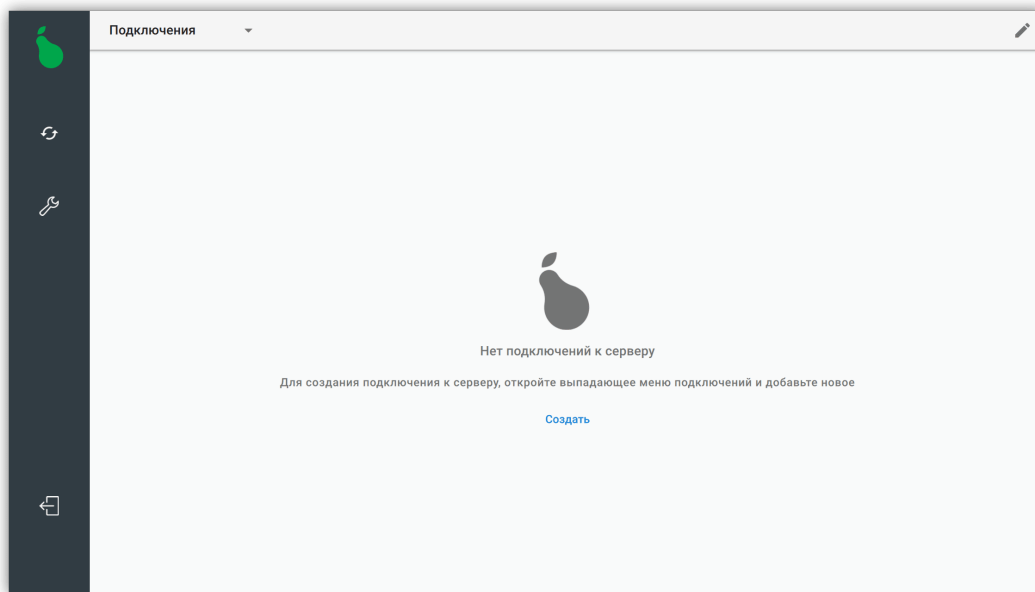 Подключения
Нет подключений к серверу
Для создания подключения к серверу, откройте выпадающее меню подключений и добавьте новое
Создать